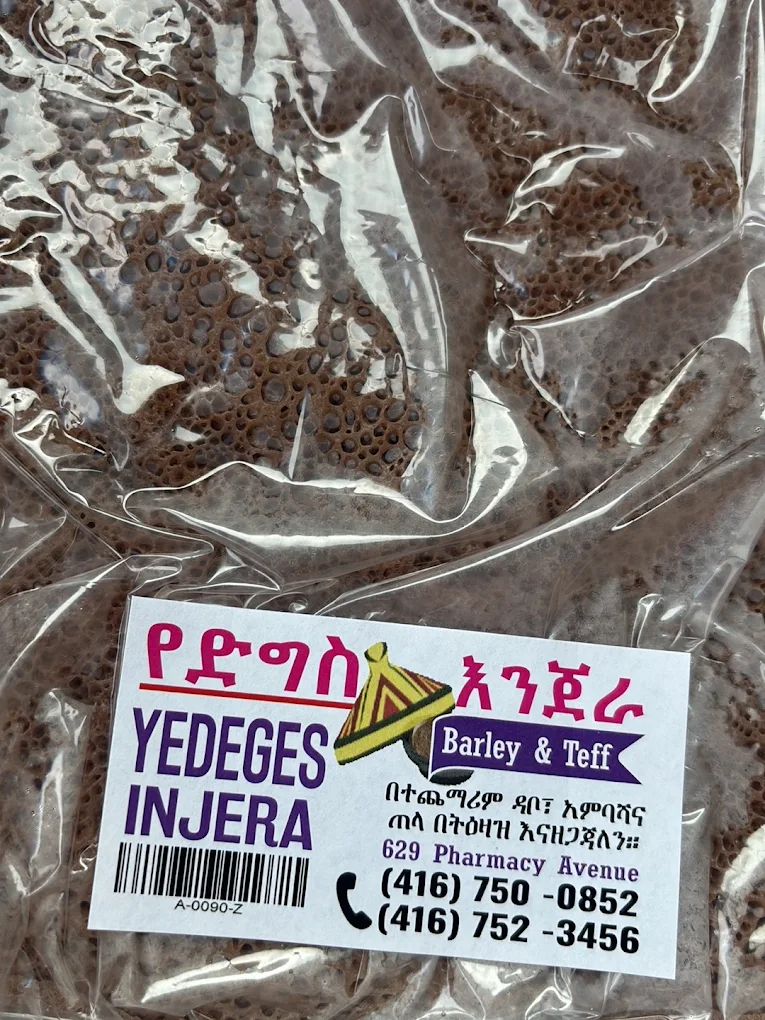 የድግስ እንጀራ
YEDEGES
INJERA
Barley & Teff
በተጨማሪም ዳቦ፣ አምባሻና
ጠላ በትዕዛዝ እናዘጋጃለን።
629 Pharmacy Avenue
(416) 750 -0852
(416) 752 -3456
A-0090-Z